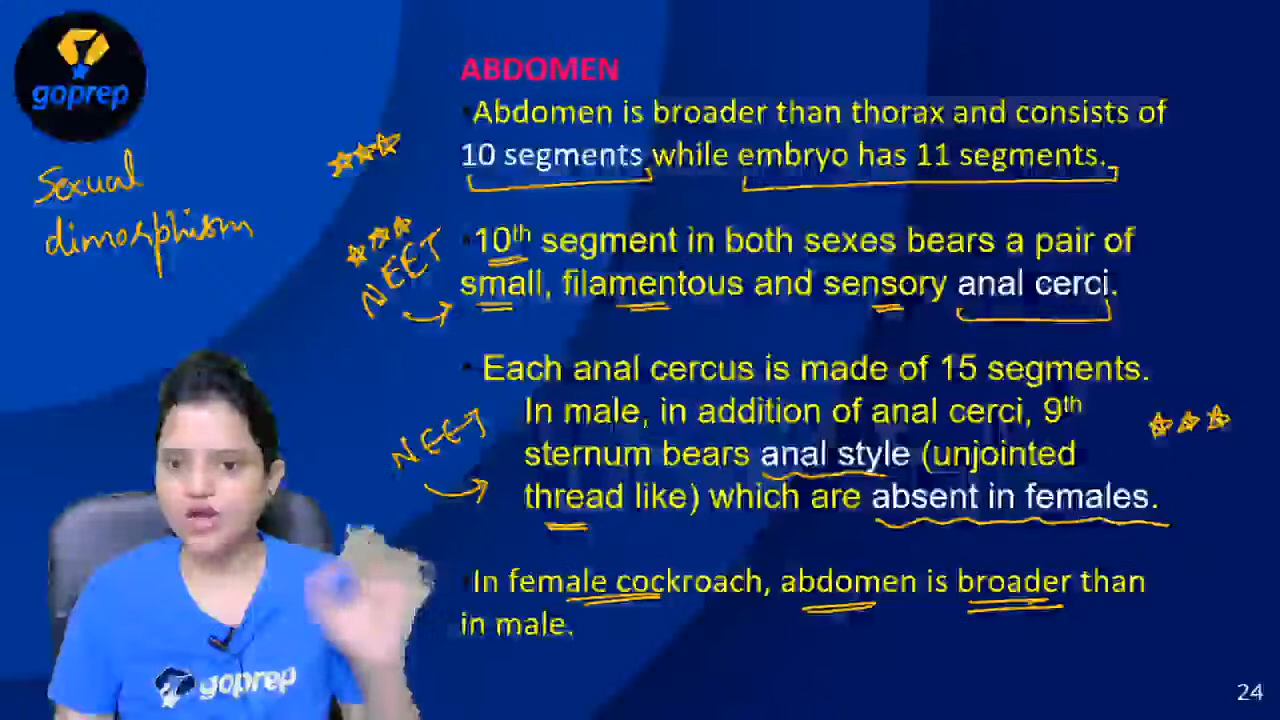 goprep
ABDOMEN
•Abdomen is broader than thorax and consists of
10 segments while embryo has 11 segments.
Sexual
dimorphism
NEET
•10th segment in both sexes bears a pair of
small, filamentous and sensory anal cerci.
• Each anal cercus is made of 15 segments.
In male, in addition of anal cerci, 9th
sternum bears anal style (unjointed
thread like) which are absent in females.
NEET
•In female cockroach, abdomen is broader than
in male.
goprep
24